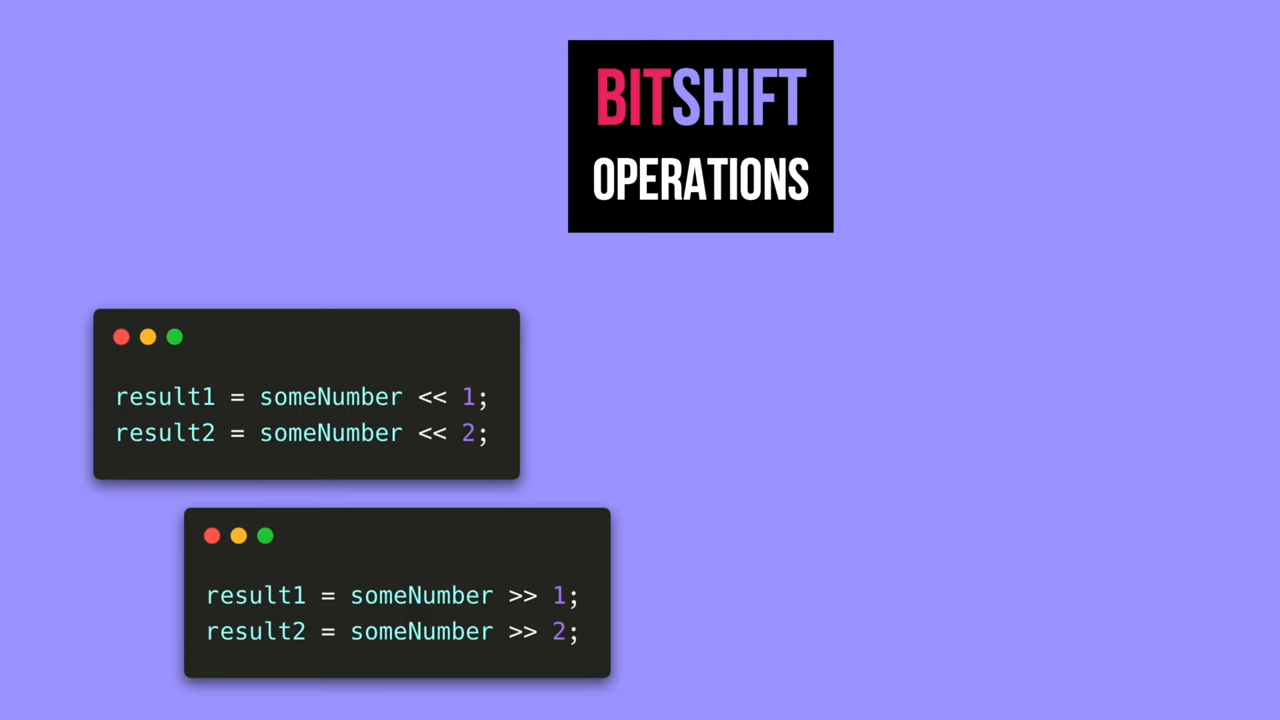 BITSHIFT
OPERATIONS
result1 = someNumber << 1;
result2 = someNumber << 2;
result1 = someNumber >> 1;
result2 = someNumber >> 2;